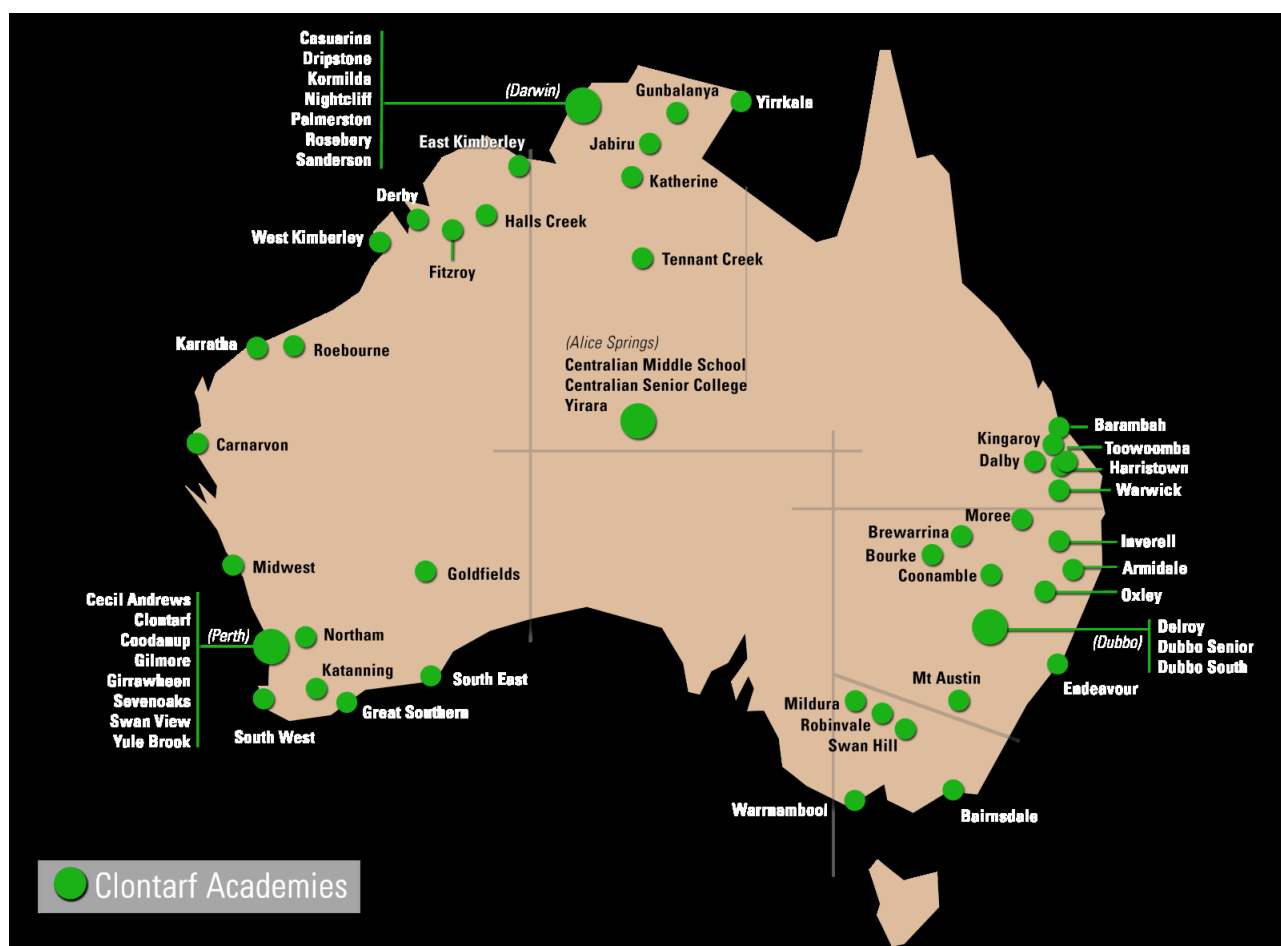 Casuarina
Dripstone
Kormilda
Nightcliff
Palmerston
Rosebery
Sanderson
(Darwin)
Gunbalanya
Yirrkala
East Kimberley
Jabiru
Katherine
Derby
Halls Creek
West Kimberley
Fitzroy
Tennant Creek
Karratha
Roebourne
(Alice Springs)
Centralian Middle School
Centralian Senior College
Yirara
Carnarvon
Barambah
Kingaroy
Toowoomba
Dalby
Harristown
Warwick
Moree
Brewarrina
Inverell
Bourke
Coonamble
Armidale
Oxley
Midwest
Goldfields
Cecil Andrews
Clontarf
Coodanup
Gilmore
Girrawheen
Sevenoaks
Swan View
Yule Brook
(Perth)
Northam
Katanning
South East
Great Southern
South West
(Dubbo)
Delroy
Dubbo Senior
Dubbo South
Endeavour
Mt Austin
Mildura
Robinvale
Swan Hill
Warrnambool
Bairnsdale
Clontarf Academies